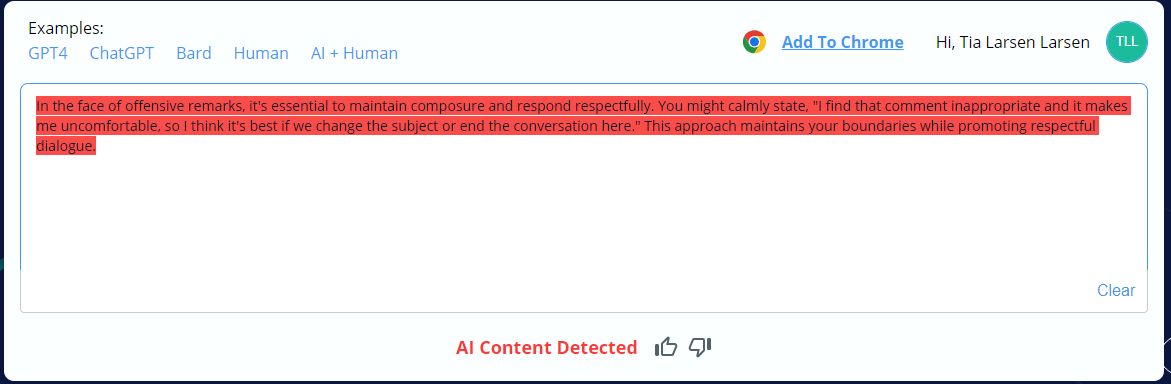 Examples:
GPT4 ChatGPT Bard Human AI + Human
Add To Chrome Hi, Tia Larsen Larsen TLL
In the face of offensive remarks, it's essential to maintain composure and respond respectfully. You might calmly state, "I find that comment inappropriate and it makes
me uncomfortable, so I think it's best if we change the subject or end the conversation here." This approach maintains your boundaries while promoting respectful
dialogue.
Clear
AI Content Detected